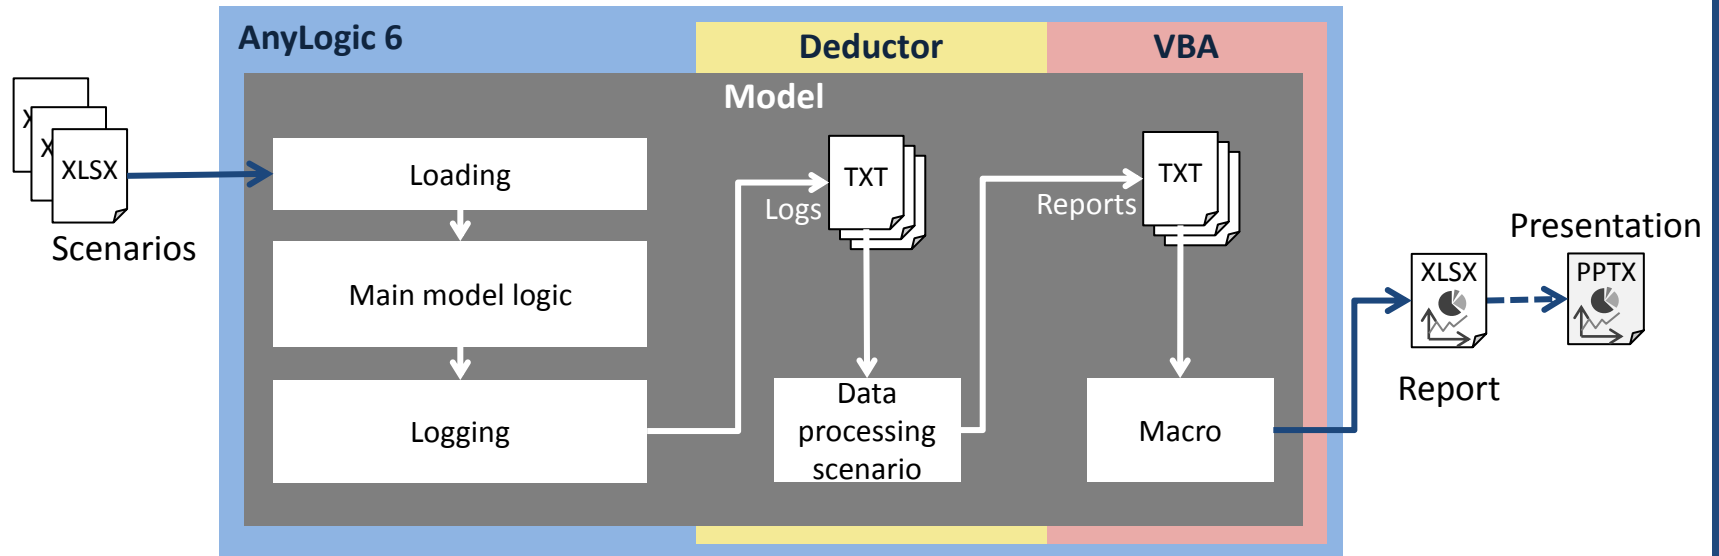 AnyLogic 6
Deductor
VBA
Model
X
X
XLSX
Scenarios
Loading
Main model logic
Logging
TXT
Logs
Data
processing
scenario
TXT
Reports
Macro
XLSX
Report
Presentation
PPTX